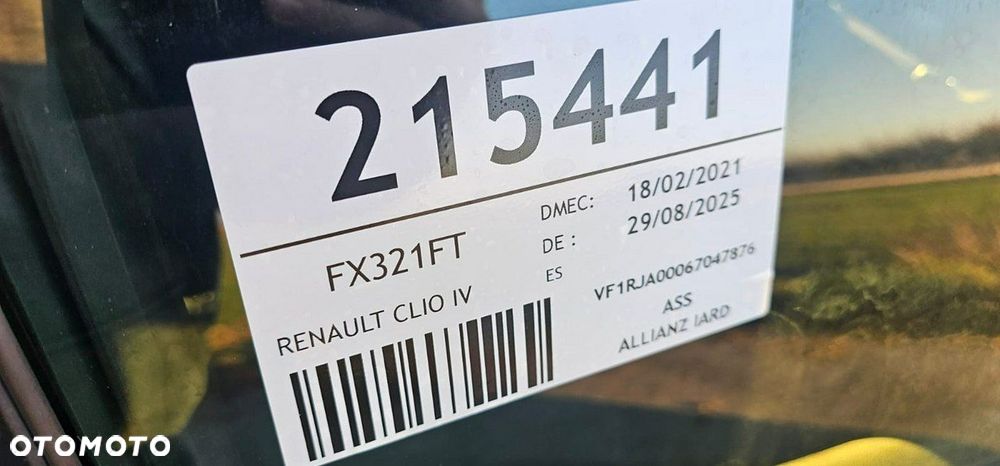 215441
FX321FT
RENAULT CLIO IV
DMEC: 18/02/2021
DE : 29/08/2025
ES
VF1RJA00067047876
ASS
ALLIANZ IARD
OTOMOTO